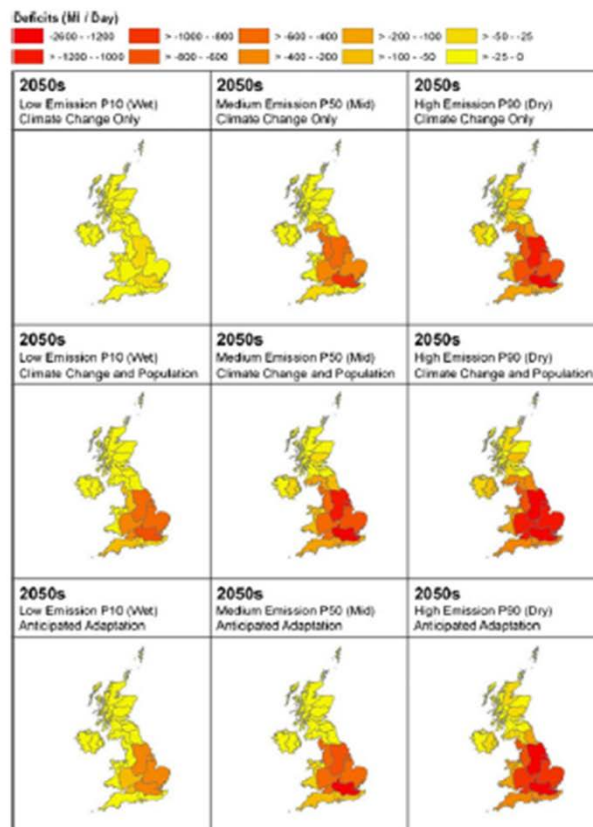 Deficits (Ml / Day)
-2600 - -1200 > -1000 - -800 > -600 - -400 > -200 - -100 > -50 - -25
> -1200 - -1000 > -800 - -600 > -400 - -200 > -100 - -50 > -25 - 0
2050s 2050s 2050s
Low Emission P10 (Wet) Medium Emission P50 (Mid) High Emission P90 (Dry)
Climate Change Only Climate Change Only Climate Change Only
2050s 2050s 2050s
Low Emission P10 (Wet) Medium Emission P50 (Mid) High Emission P90 (Dry)
Climate Change and Population Climate Change and Population Climate Change and Population
2050s 2050s 2050s
Low Emission P10 (Wet) Medium Emission P50 (Mid) High Emission P90 (Dry)
Anticipated Adaptation Anticipated Adaptation Anticipated Adaptation